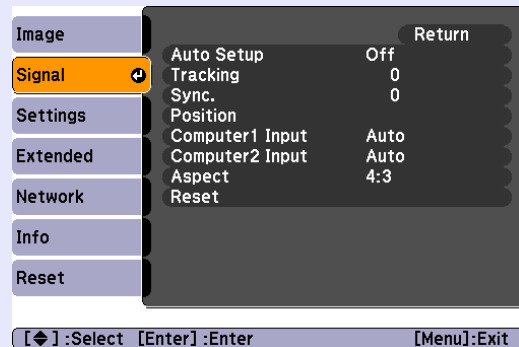 Image
Signal
Settings
Extended
Network
Info
Reset
Return
Auto Setup Off
Tracking 0
Sync. 0
Position
Computer1 Input Auto
Computer2 Input Auto
Aspect 4:3
Reset
[◆] :Select [Enter] :Enter [Menu]:Exit